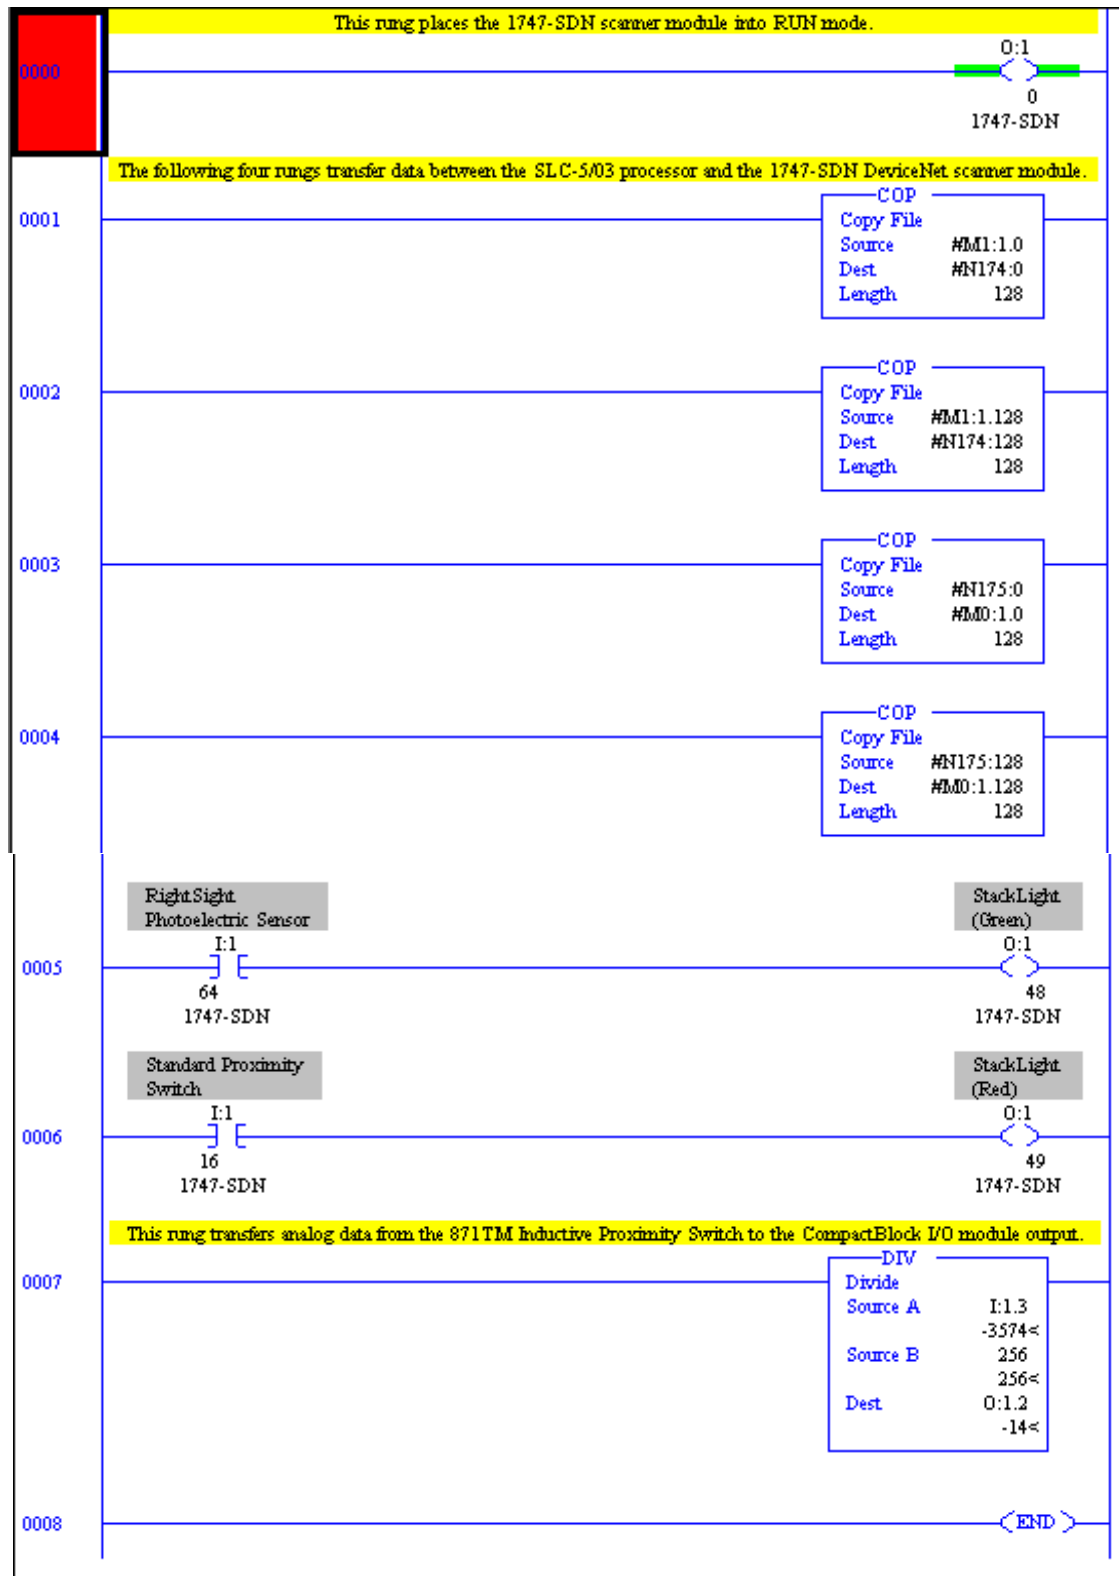 This rung places the 1747-SDN scanner module into RUN mode.
O:1
0000
0
1747-SDN
The following four rungs transfer data between the SLC-5/03 processor and the 1747-SDN DeviceNet scanner module.
COP
0001
Copy File
Source #M1:1.0
Dest #N174:0
Length 128
COP
0002
Copy File
Source #M1:1.128
Dest #N174:128
Length 128
COP
0003
Copy File
Source #N175:0
Dest #M0:1.0
Length 128
COP
0004
Copy File
Source #N175:128
Dest #M0:1.128
Length 128
RightSight
Photoelectric Sensor
StackLight
(Green)
I:1
O:1
0005
64
1747-SDN
48
1747-SDN
Standard Proximity
Switch
StackLight
(Red)
I:1
O:1
0006
16
1747-SDN
49
1747-SDN
This rung transfers analog data from the 871TM Inductive Proximity Switch to the CompactBlock I/O module output.
DIV
0007
Divide
Source A I:1.3
-3574<
Source B 256
256<
Dest O:1.2
-14<
0008
END